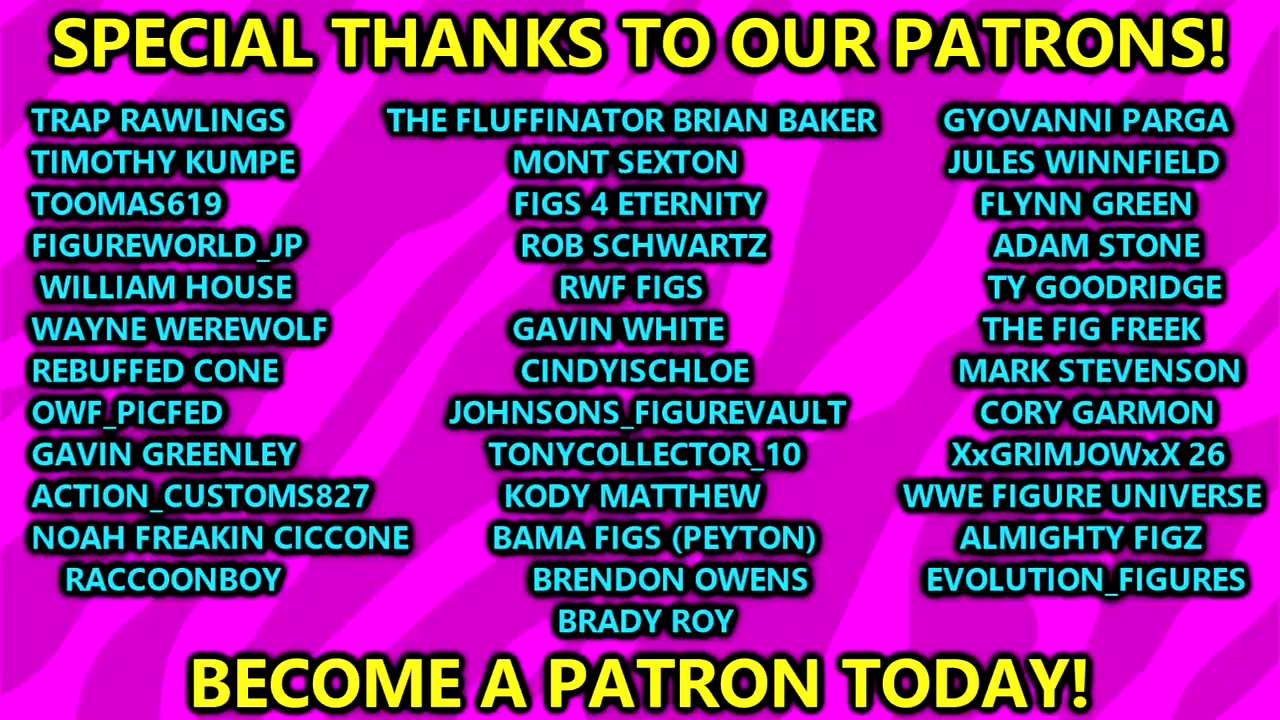 SPECIAL THANKS TO OUR PATRONS!
TRAP RAWLINGS
TIMOTHY KUMPE
TOOMAS619
FIGUREWORLD_JP
WILLIAM HOUSE
WAYNE WEREWOLF
REBUFFED CONE
OWF_PICFED
GAVIN GREENLEY
ACTION_CUSTOMS827
NOAH FREAKIN CICCONE
RACCOONBOY
THE FLUFFINATOR BRIAN BAKER
MONT SEXTON
FIGS 4 ETERNITY
ROB SCHWARTZ
RWF FIGS
GAVIN WHITE
CINDYISCHLOE
JOHNSONS_FIGUREVAULT
TONYCOLLECTOR_10
KODY MATTHEW
BAMA FIGS (PEYTON)
BRENDON OWENS
BRADY ROY
GYOVANNI PARGA
JULES WINNFIELD
FLYNN GREEN
ADAM STONE
TY GOODRIDGE
THE FIG FREEK
MARK STEVENSON
CORY GARMON
XxGRIMJOWxX 26
WWE FIGURE UNIVERSE
ALMIGHTY FIGZ
EVOLUTION_FIGURES
BECOME A PATRON TODAY!